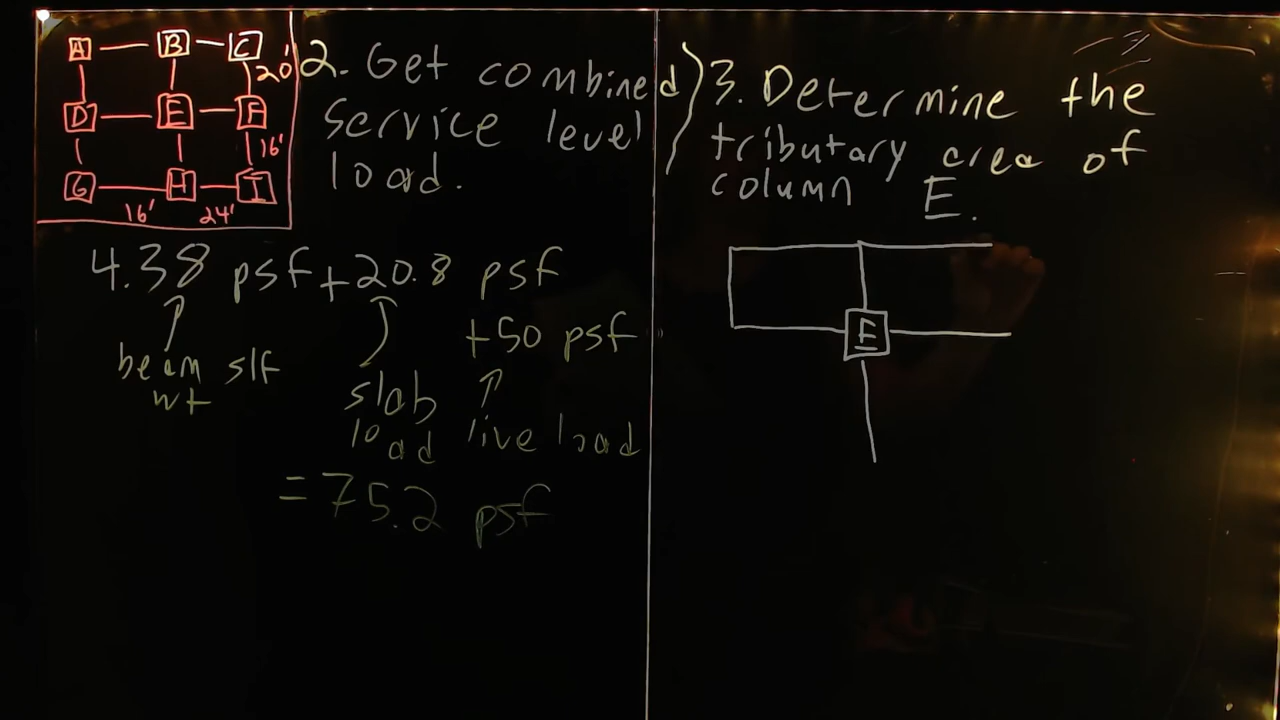 A B C
20'
D E F
16'
G H I
16' 24'
2. Get combined
service level
load.
4.38 psf + 20.8 psf
+50 psf
beam slf
wt
slab
load
live load
= 75.2 psf
3. Determine the
tributary area of
column E.
E